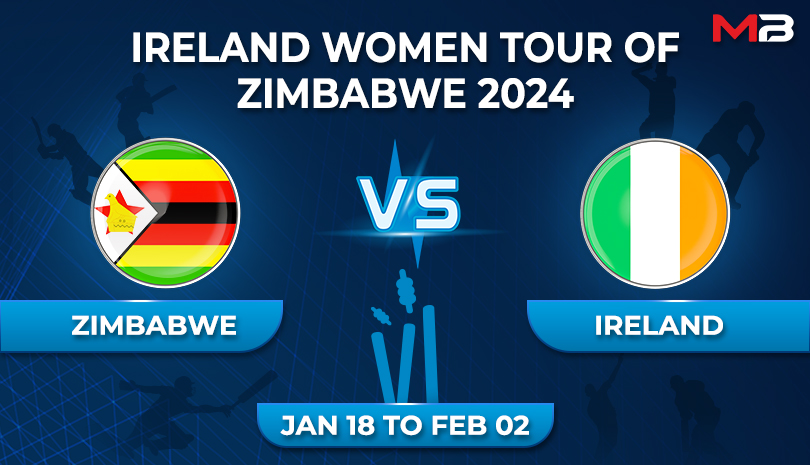 MB
IRELAND WOMEN TOUR OF
ZIMBABWE 2024
VS
ZIMBABWE
IRELAND
JAN 18 TO FEB 02